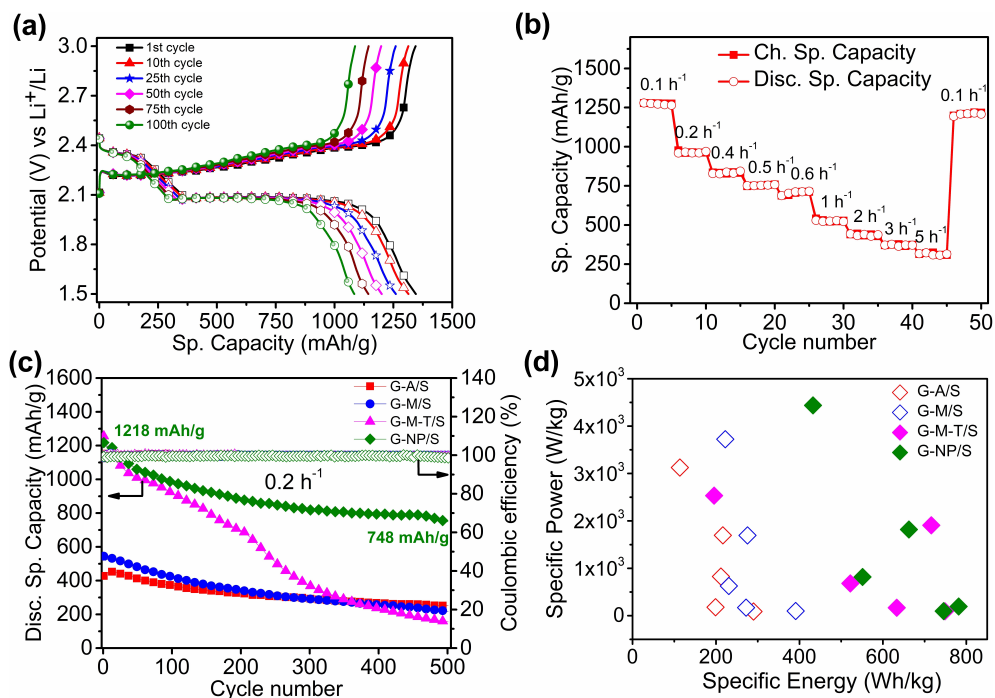 (a)
3.0
2.7
2.4
2.1
1.8
1.5
Potential (V) vs Li⁺/Li
1st cycle
10th cycle
25th cycle
50th cycle
75th cycle
100th cycle
0 250 500 750 1000 1250 1500
Sp. Capacity (mAh/g)
(b)
1500
1250
1000
750
500
250
0
Sp. Capacity (mAh/g)
Ch. Sp. Capacity
Disc. Sp. Capacity
0.1 h⁻¹
0.2 h⁻¹
0.4 h⁻¹
0.5 h⁻¹
0.6 h⁻¹
1 h⁻¹
2 h⁻¹
3 h⁻¹
5 h⁻¹
0.1 h⁻¹
0 10 20 30 40 50
Cycle number
(c)
1600
1400
1200
1000
800
600
400
200
0
Disc. Sp. Capacity (mAh/g)
G-A/S
G-M/S
G-M-T/S
G-NP/S
1218 mAh/g
0.2 h⁻¹
748 mAh/g
140
120
100
80
60
40
20
0
Coulombic efficiency (%)
0 100 200 300 400 500
Cycle number
(d)
5x10³
4x10³
3x10³
2x10³
1x10³
0
Specific Power (W/kg)
G-A/S
G-M/S
G-M-T/S
G-NP/S
0 200 400 600 800
Specific Energy (Wh/kg)